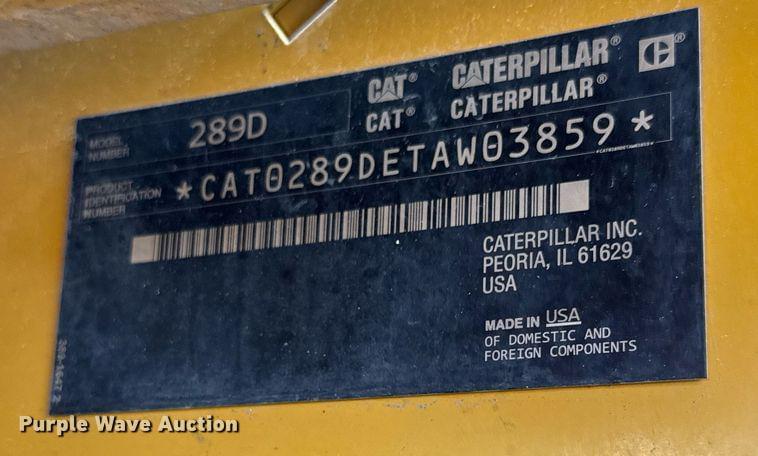 CAT® CATERPILLAR®
CAT® CATERPILLAR®
MODEL NUMBER 289D
PRODUCT IDENTIFICATION NUMBER *CAT0289DETAW03859*
*CAT0289DETAW03859*
CATERPILLAR INC.
PEORIA, IL 61629
USA
MADE IN USA
OF DOMESTIC AND
FOREIGN COMPONENTS
Purple Wave Auction